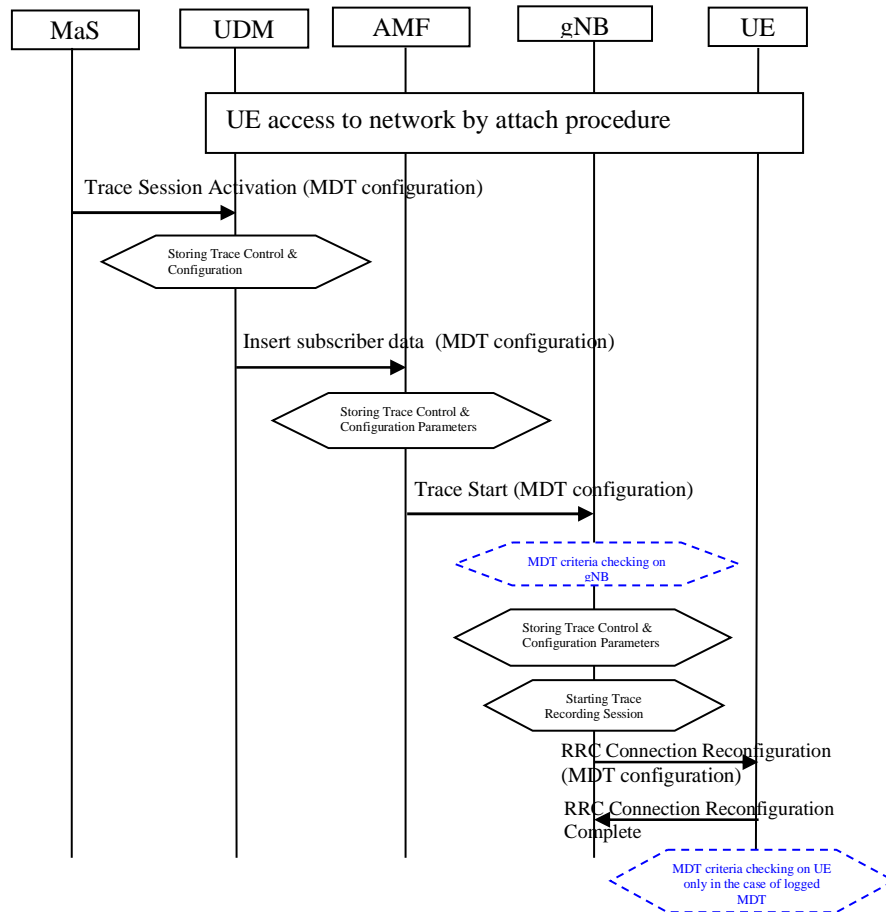 MaS
UDM
AMF
gNB
UE
UE access to network by attach procedure
Trace Session Activation (MDT configuration)
Storing Trace Control &
Configuration
Insert subscriber data (MDT configuration)
Storing Trace Control &
Configuration Parameters
Trace Start (MDT configuration)
MDT criteria checking on
gNB
Storing Trace Control &
Configuration Parameters
Starting Trace
Recording Session
RRC Connection Reconfiguration
(MDT configuration)
RRC Connection Reconfiguration
Complete
MDT criteria checking on UE
only in the case of logged
MDT